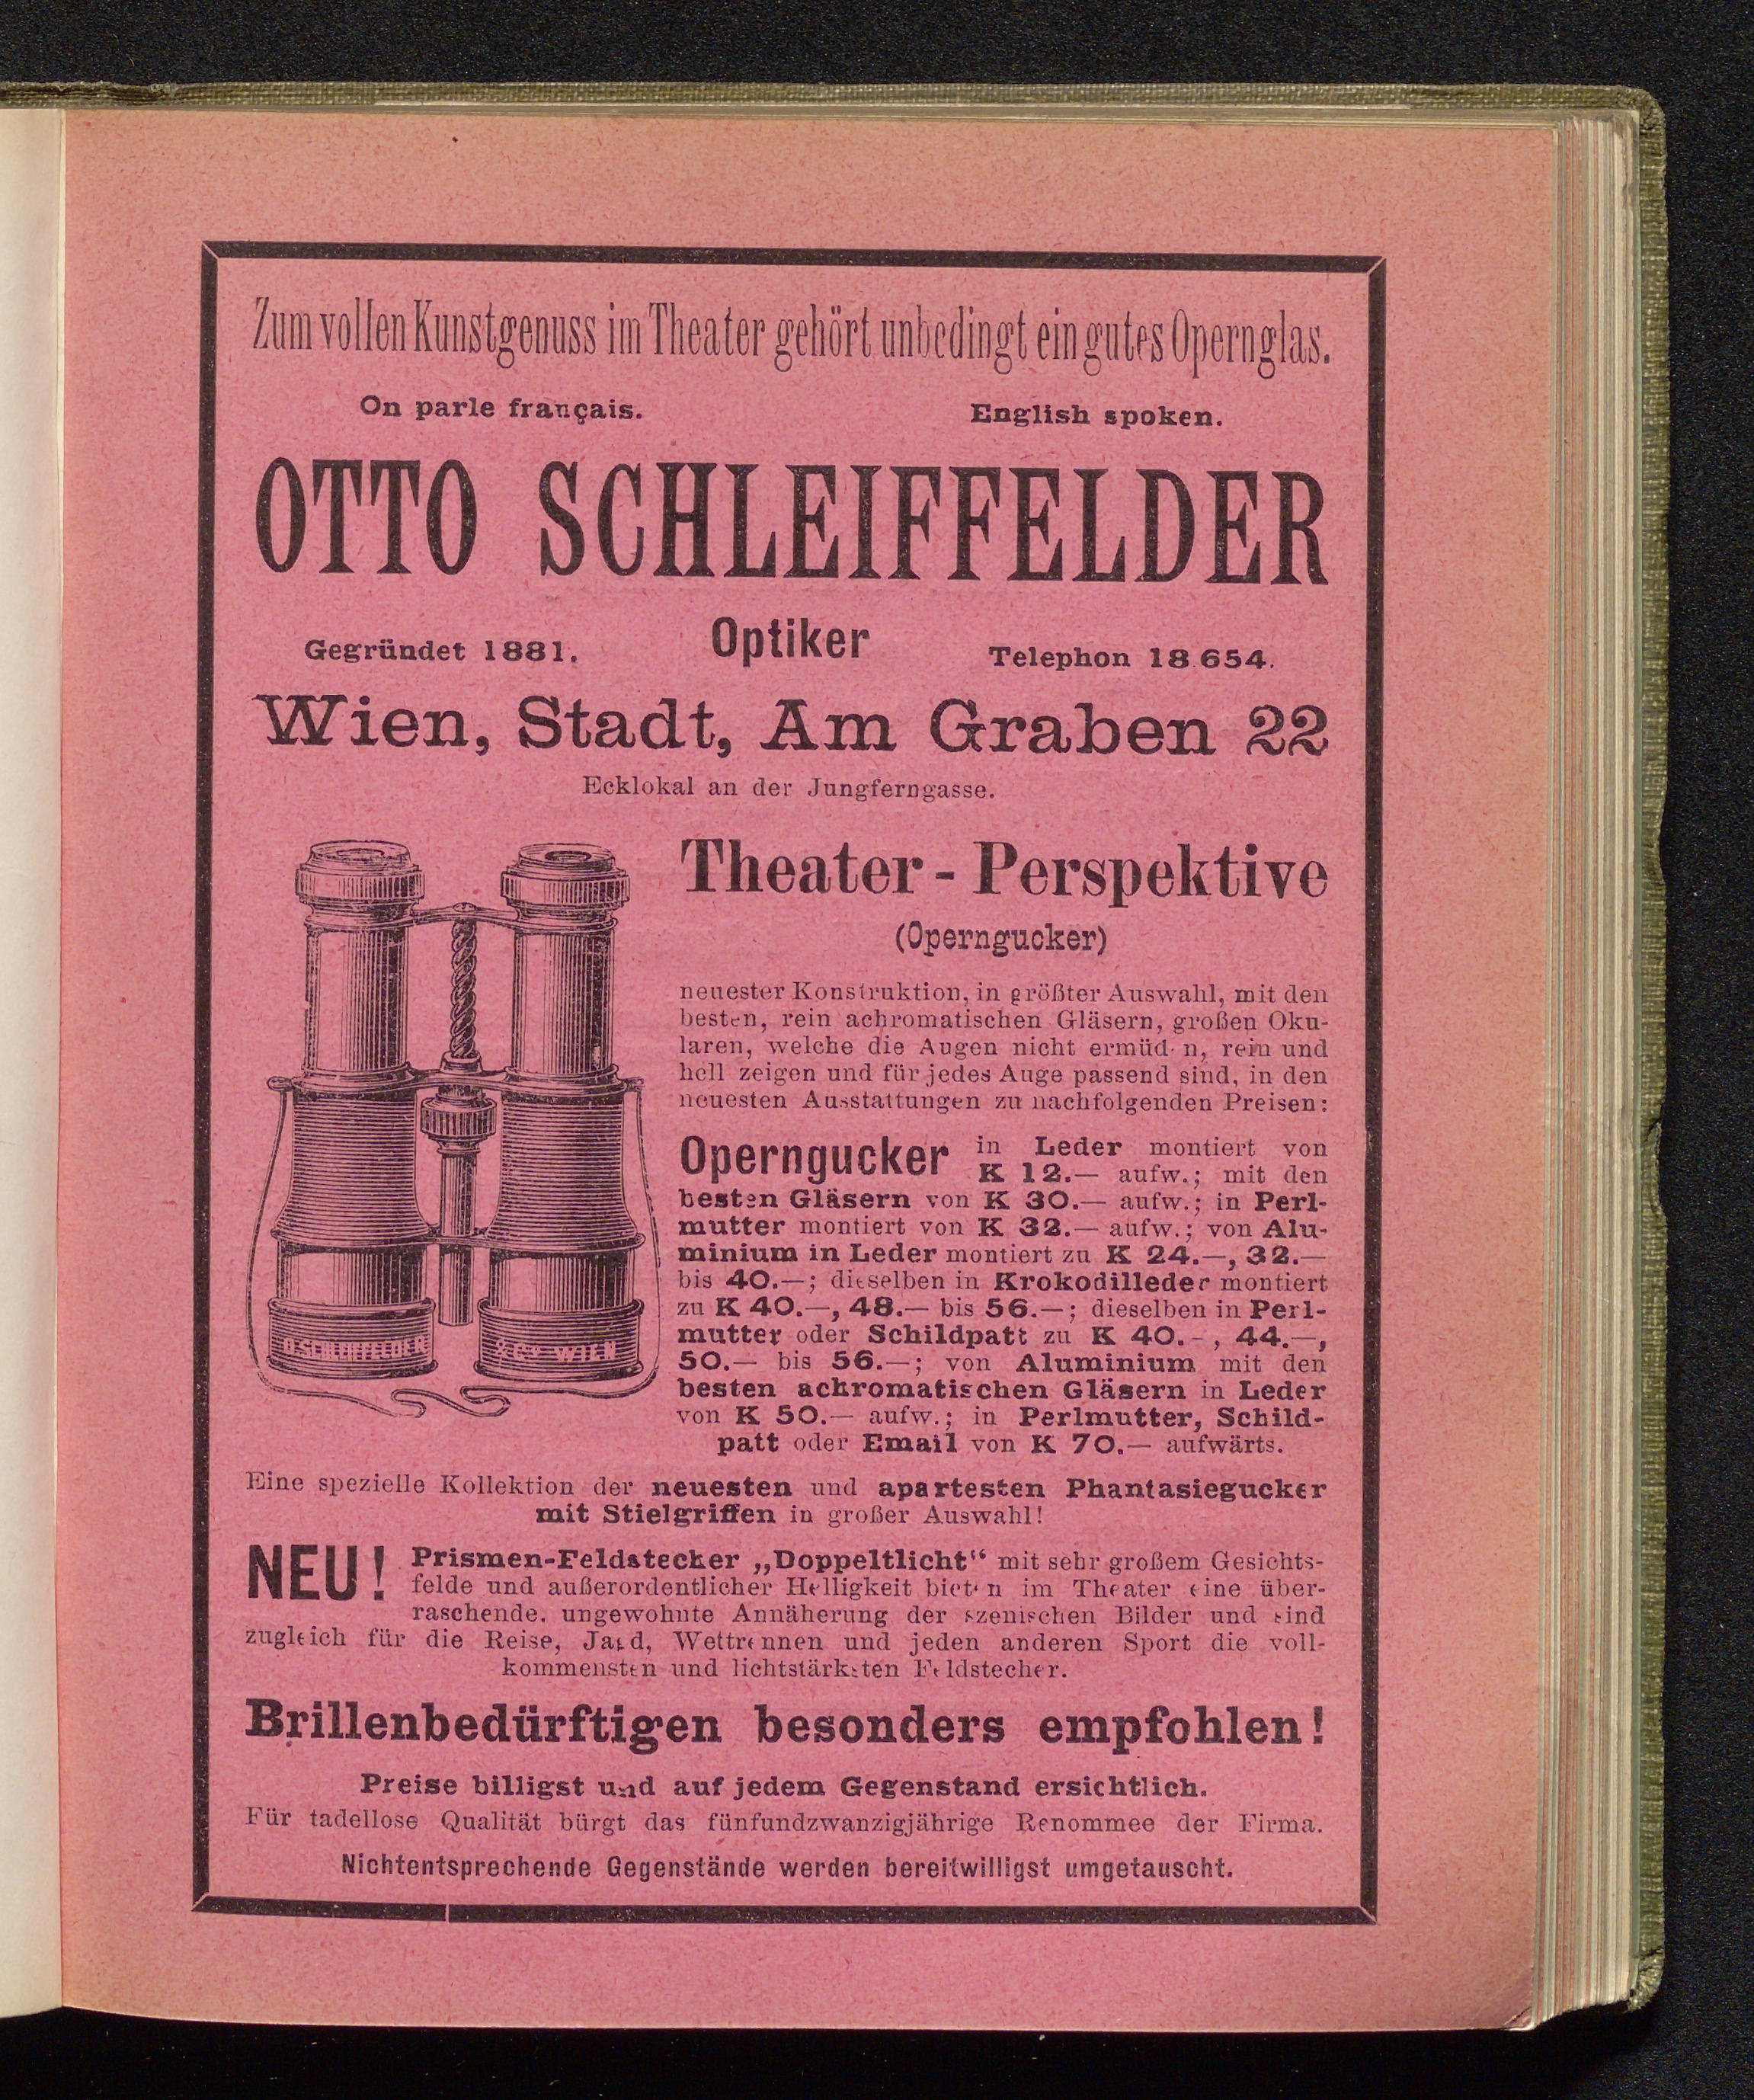 Zum vollen Kunstgenuss im Theater gehört unbedingt ein gutes Opernglas.
On parle français. English spoken.
OTTO SCHLEIFFELDER
Gegründet 1881. Optiker Telephon 18.654.
Wien, Stadt, Am Graben 22
Ecklokal an der Jungferngasse.
Theater-Perspektive
(Operngucker)
neuester Konstruktion, in größter Auswahl, mit den
besten, rein achromatischen Gläsern, großen Oku-
laren, welche die Augen nicht ermüden, rein und
hell zeigen und für jedes Auge passend sind, in den
neuesten Ausstattungen zu nachfolgenden Preisen:
Operngucker in Leder montiert von
K 12.— aufw.; mit den
besten Gläsern von K 30.— aufw.; in Perl-
mutter montiert von K 32.— aufw.; von Alu-
minium in Leder montiert zu K 24.—, 32.—
bis 40.—; dieselben in Krokodilleder montiert
zu K 40.—, 48.— bis 56.—; dieselben in Perl-
mutter oder Schildpatt zu K 40.-, 44.—,
50.— bis 56.—; von Aluminium mit den
besten achromatischen Gläsern in Leder
von K 50.— aufw.; in Perlmutter, Schild-
patt oder Email von K 70.— aufwärts.
O. SCHLEIFFELDER & Co. WIEN
Eine spezielle Kollektion der neuesten und apartesten Phantasiegucker
mit Stielgriffen in großer Auswahl!
NEU! Prismen-Feldstecher „Doppeltlicht“ mit sehr großem Gesichts-
felde und außerordentlicher Helligkeit bieten im Theater eine über-
raschende, ungewohnte Annäherung der szenischen Bilder und sind
zugleich für die Reise, Jagd, Wettrennen und jeden anderen Sport die voll-
kommensten und lichtstärksten Feldstecher.
Brillenbedürftigen besonders empfohlen!
Preise billigst und auf jedem Gegenstand ersichtlich.
Für tadellose Qualität bürgt das fünfundzwanzigjährige Renommee der Firma.
Nichtentsprechende Gegenstände werden bereitwilligst umgetauscht.